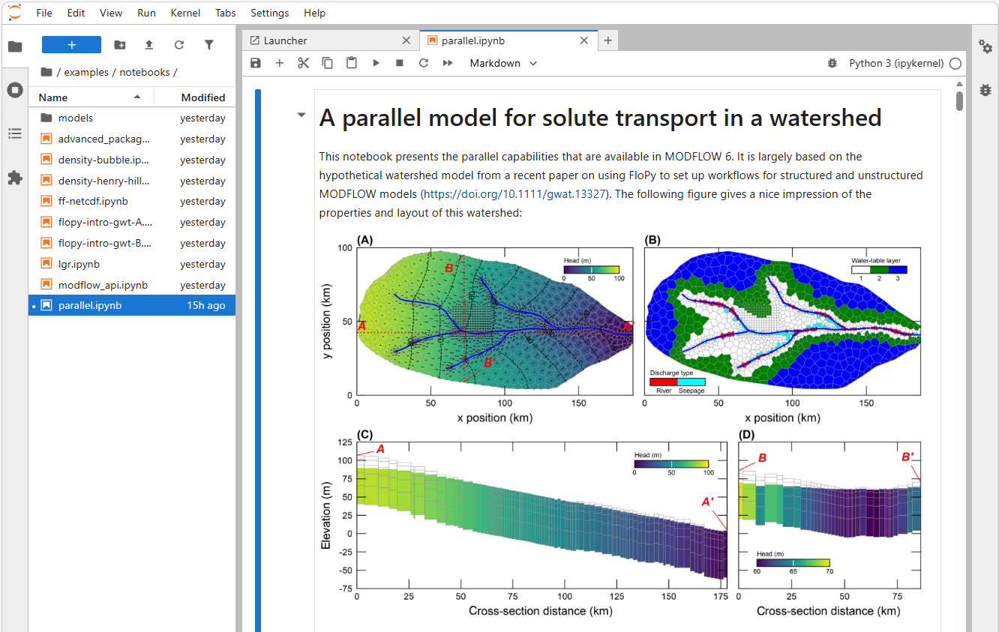 File Edit View Run Kernel Tabs Settings Help
Launcher
parallel.ipynb
Markdown
Python 3 (ipykernel)
/ examples / notebooks /
Name Modified
models yesterday
advanced_packag... yesterday
density-bubble.ip... yesterday
density-henry-hill... yesterday
ff-netcdf.ipynb yesterday
flopy-intro-gwt-A.... yesterday
flopy-intro-gwt-B.... yesterday
lgr.ipynb yesterday
modflow_api.ipynb yesterday
parallel.ipynb 15h ago
A parallel model for solute transport in a watershed
This notebook presents the parallel capabilities that are available in MODFLOW 6. It is largely based on the
hypothetical watershed model from a recent paper on using FloPy to set up workflows for structured and unstructured
MODFLOW models (https://doi.org/10.1111/gwat.13327). The following figure gives a nice impression of the
properties and layout of this watershed:
(A)
100
50
0
y position (km)
Head (m)
0 50 100
B
A
A'
B'
0 50 100 150
x position (km)
(B)
Water-table layer
1 2 3
Discharge type
River Seepage
0 50 100 150
x position (km)
(C)
125
100
75
50
25
0
-25
-50
-75
Elevation (m)
A
Head (m)
0 50 100
A'
0 25 50 75 100 125 150 175
Cross-section distance (km)
(D)
B
B'
Head (m)
60 65 70
0 25 50 75
Cross-section distance (km)